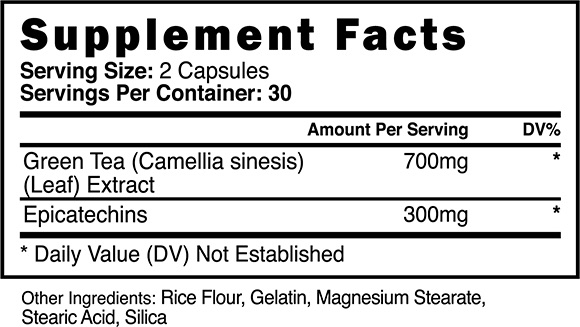 Supplement Facts
Serving Size: 2 Capsules
Servings Per Container: 30
Amount Per Serving DV%
Green Tea (Camellia sinesis) 700mg *
(Leaf) Extract
Epicatechins 300mg *
* Daily Value (DV) Not Established
Other Ingredients: Rice Flour, Gelatin, Magnesium Stearate,
Stearic Acid, Silica